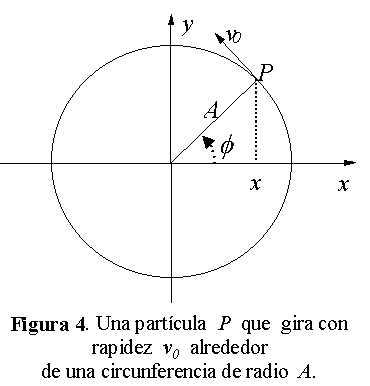 y
v0
P
A
ϕ
x
x
Figura 4. Una partícula P que gira con
rapidez v0 alrededor
de una circunferencia de radio A.